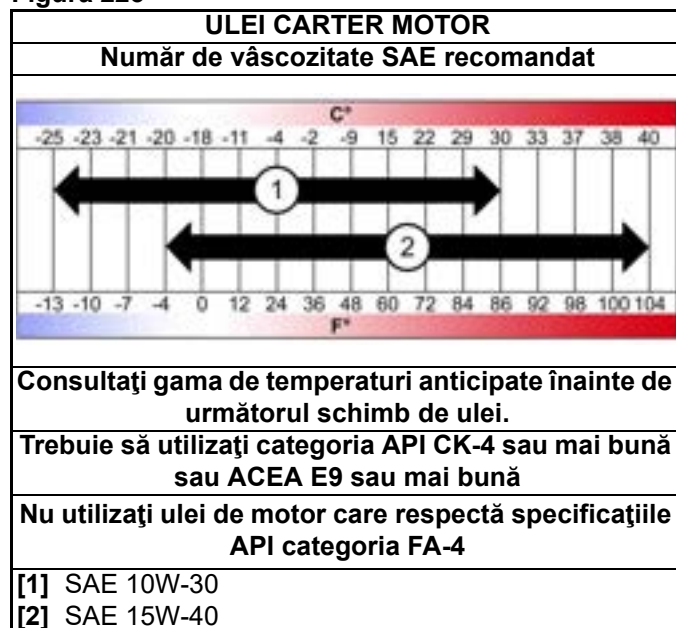 ULEI CARTER MOTOR
Număr de vâscozitate SAE recomandat
C°
-25 -23 -21 -20 -18 -11 -4 -2 -9 15 22 29 30 33 37 38 40
1
2
-13 -10 -7 -4 0 12 24 36 48 60 72 84 86 92 98 100 104
F°
Consultaţi gama de temperaturi anticipate înainte de
următorul schimb de ulei.
Trebuie să utilizaţi categoria API CK-4 sau mai bună
sau ACEA E9 sau mai bună
Nu utilizaţi ulei de motor care respectă specificaţiile
API categoria FA-4
[1] SAE 10W-30
[2] SAE 15W-40